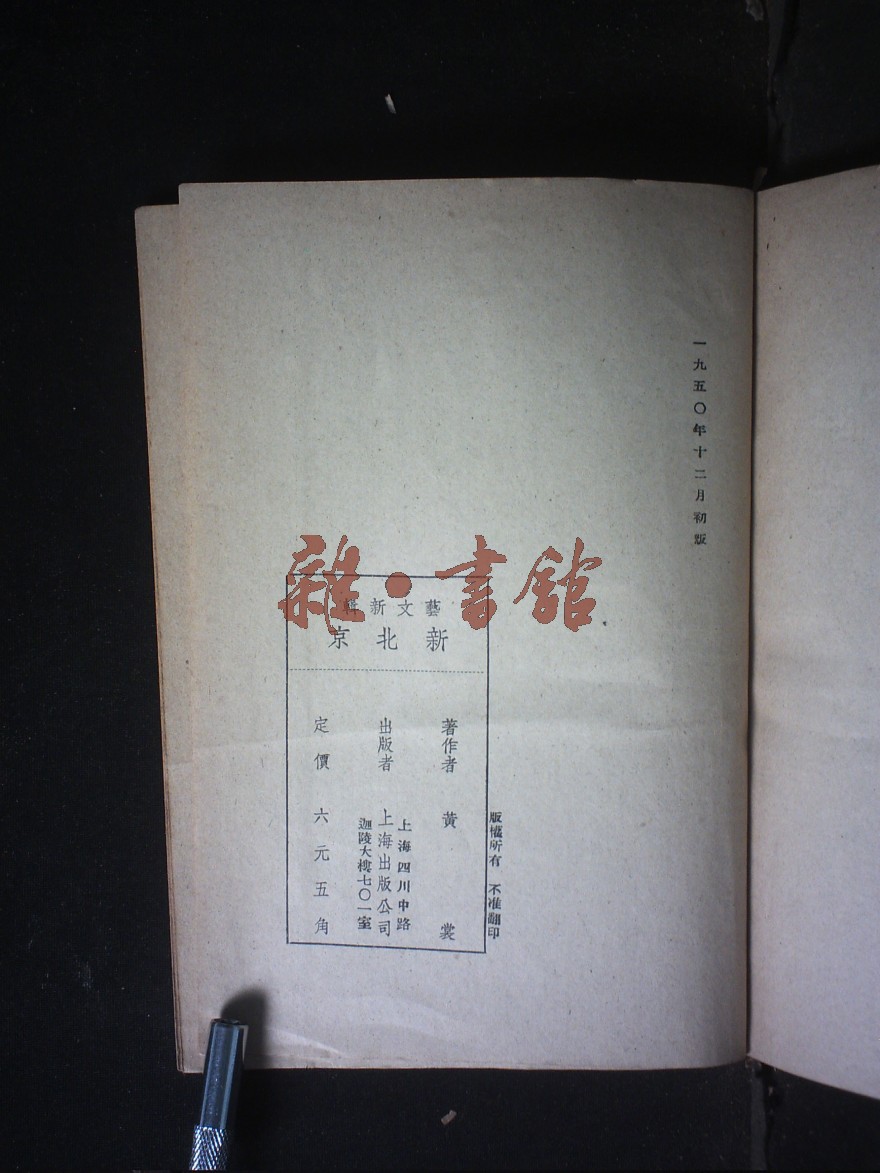 一九五〇年十二月初版
雜·書館
藝文新輯
新北京
版權所有 不准翻印
著作者 黃裳
上海四川中路
出版者 上海出版公司
迦陵大樓七〇一室
定價 六元五角